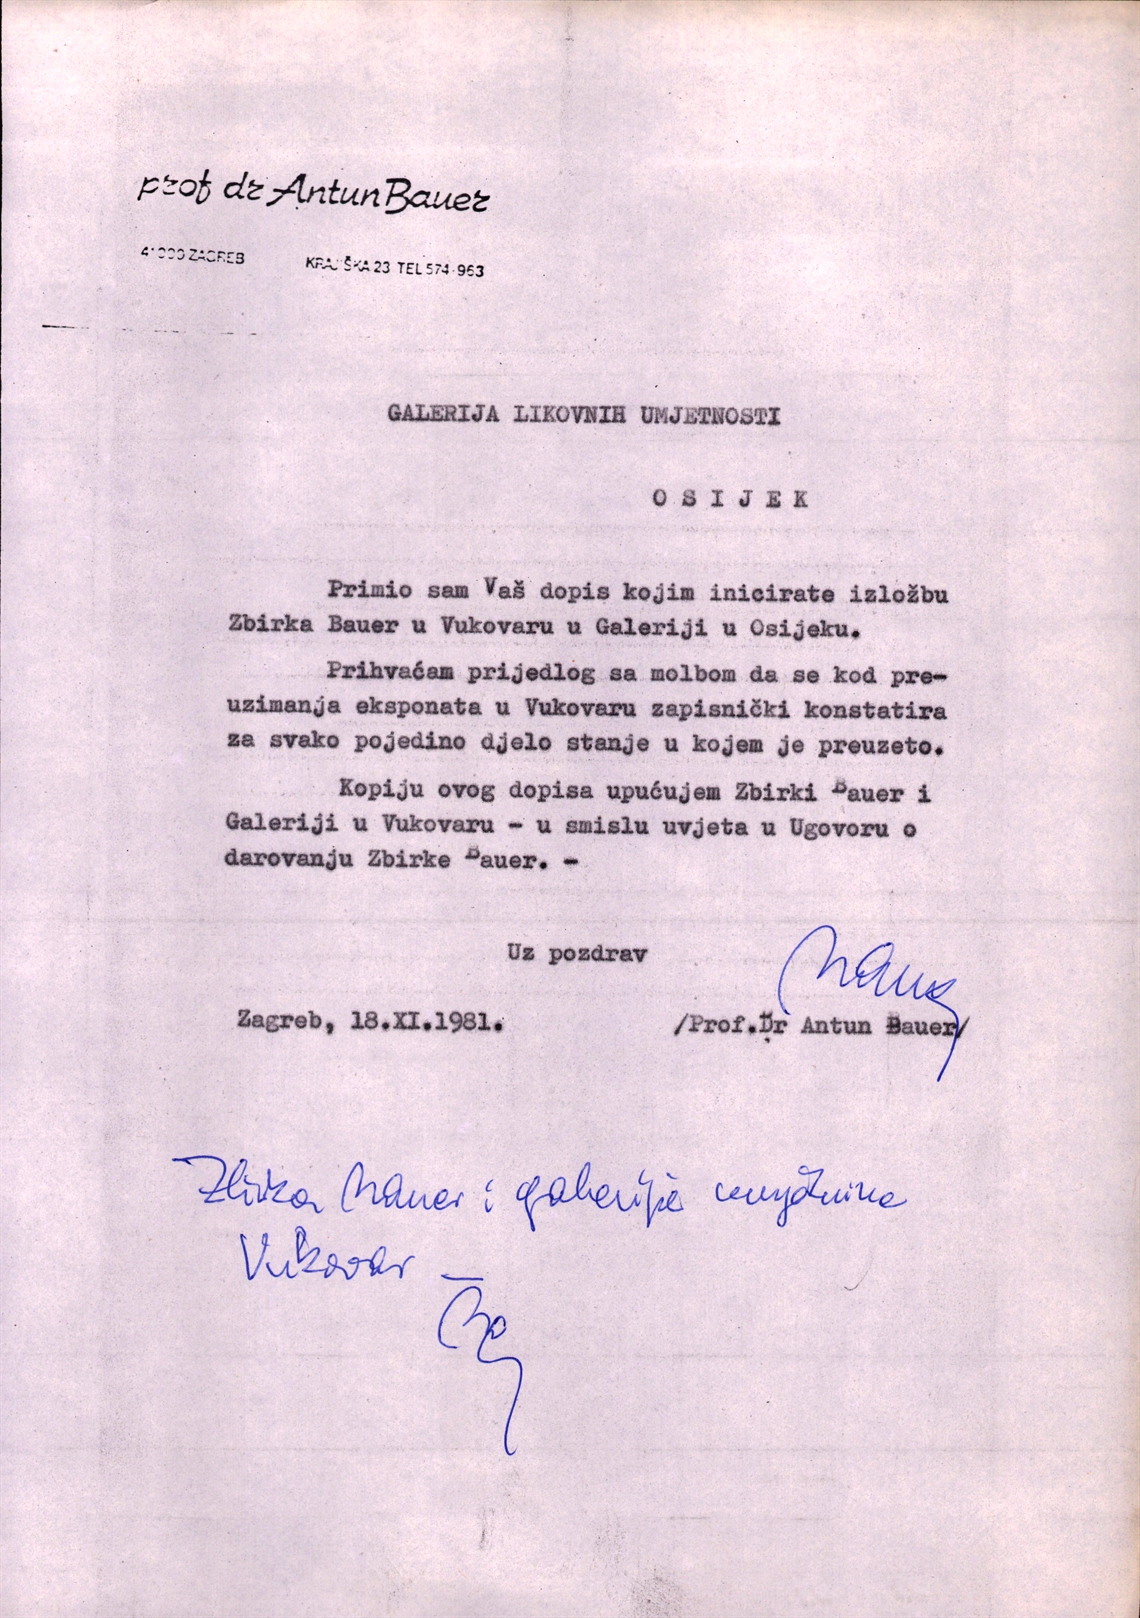 prof dr Antun Bauer
41000 ZAGREB KRAJIŠKA 23 TEL 574-963
GALERIJA LIKOVNIH UMJETNOSTI
O S I J E K
Primio sam Vaš dopis kojim inicirate izložbu
Zbirka Bauer u Vukovaru u Galeriji u Osijeku.
Prihvaćam prijedlog sa molbom da se kod pre-
uzimanja eksponata u Vukovaru zapisnički konstatira
za svako pojedino djelo stanje u kojem je preuzeto.
Kopiju ovog dopisa upućujem Zbirki Bauer i
Galeriji u Vukovaru - u smislu uvjeta u Ugovoru o
darovanju Zbirke Bauer. -
Uz pozdrav
Bauer
Zagreb, 18.XI.1981. /Prof.Dr Antun Bauer/
Zbirka Bauer i galerija umjetnina
Vukovar